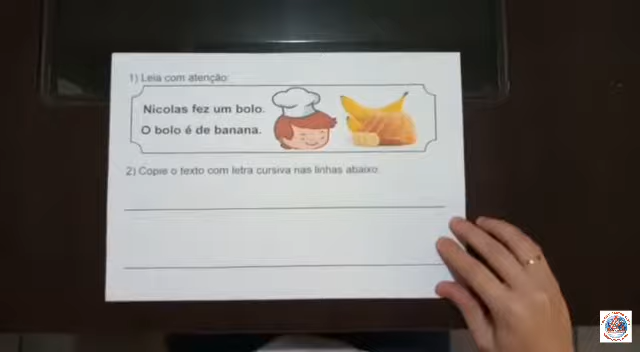 1) Leia com atenção:
Nicolas fez um bolo.
O bolo é de banana.
2) Copie o texto com letra cursiva nas linhas abaixo.